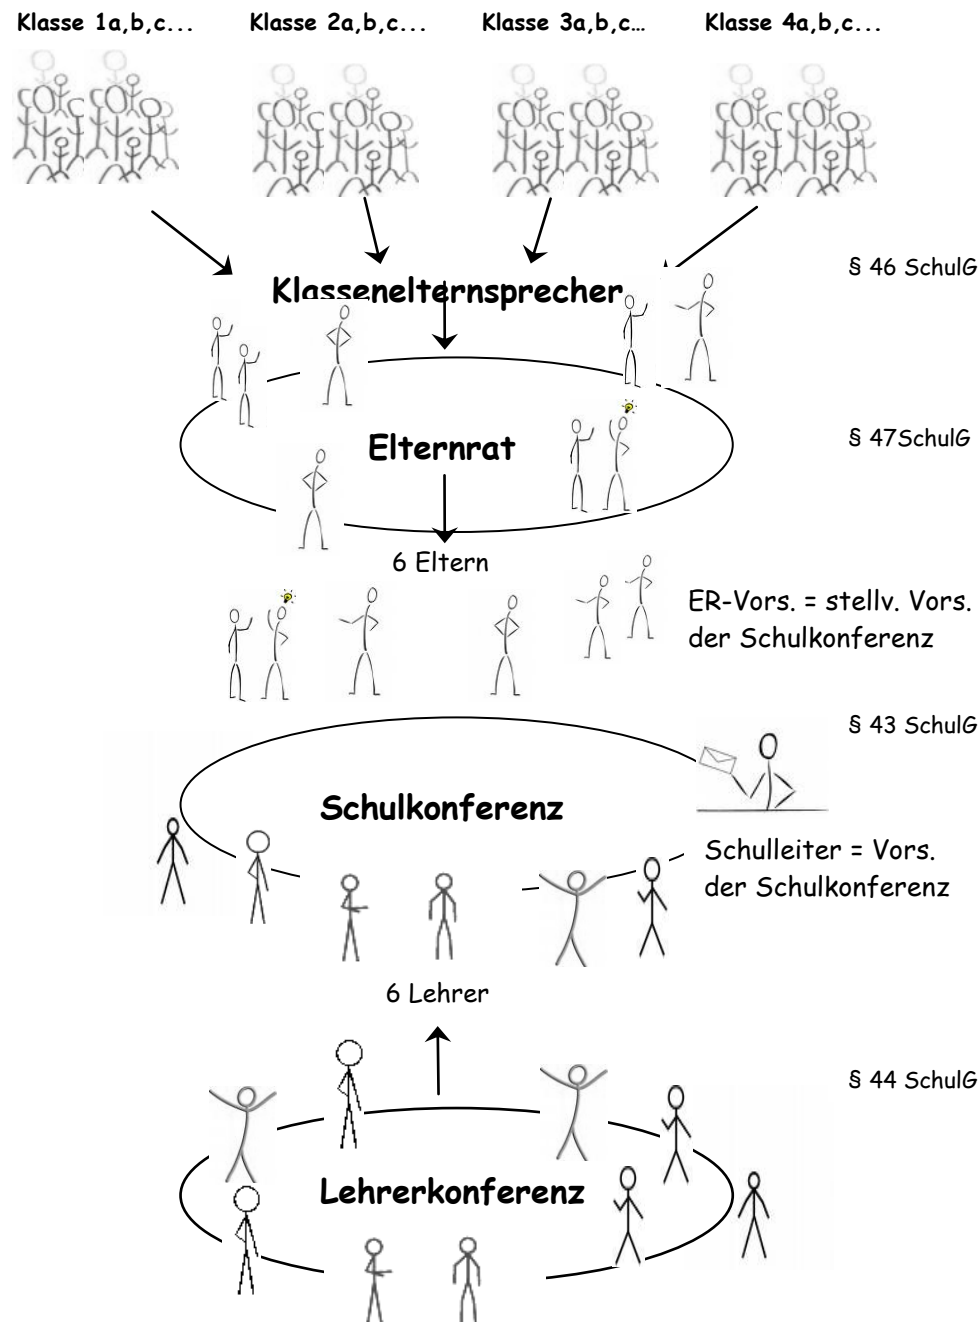 Klasse 1a,b,c...
Klasse 2a,b,c...
Klasse 3a,b,c...
Klasse 4a,b,c...
§ 46 SchulG
Klassenelternsprecher
Elternrat
§ 47SchulG
6 Eltern
ER-Vors. = stellv. Vors.
der Schulkonferenz
§ 43 SchulG
Schulkonferenz
Schulleiter = Vors.
der Schulkonferenz
6 Lehrer
§ 44 SchulG
Lehrerkonferenz